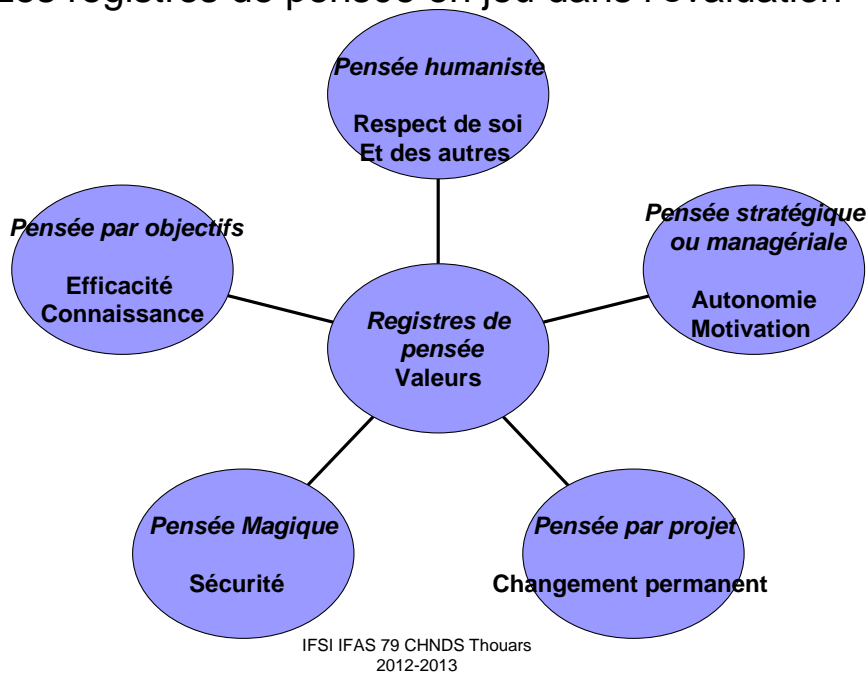 Les registres de pensée en jeu dans l'évaluation
Pensée humaniste
Respect de soi
Et des autres
Pensée par objectifs
Efficacité
Connaissance
Pensée stratégique
ou managériale
Autonomie
Motivation
Registres de
pensée
Valeurs
Pensée Magique
Sécurité
Pensée par projet
Changement permanent
IFSI IFAS 79 CHNDS Thouars
2012-2013